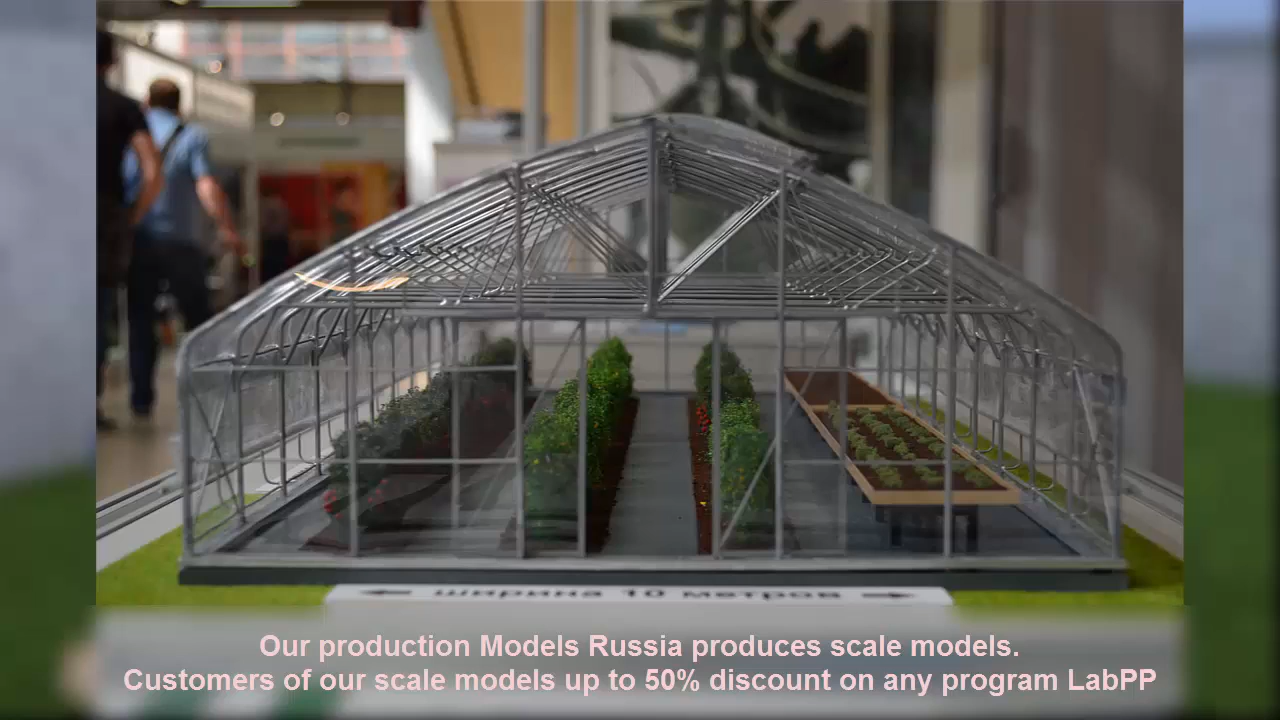 ширина 10 метров
Our production Models Russia produces scale models.
Customers of our scale models up to 50% discount on any program LabPP